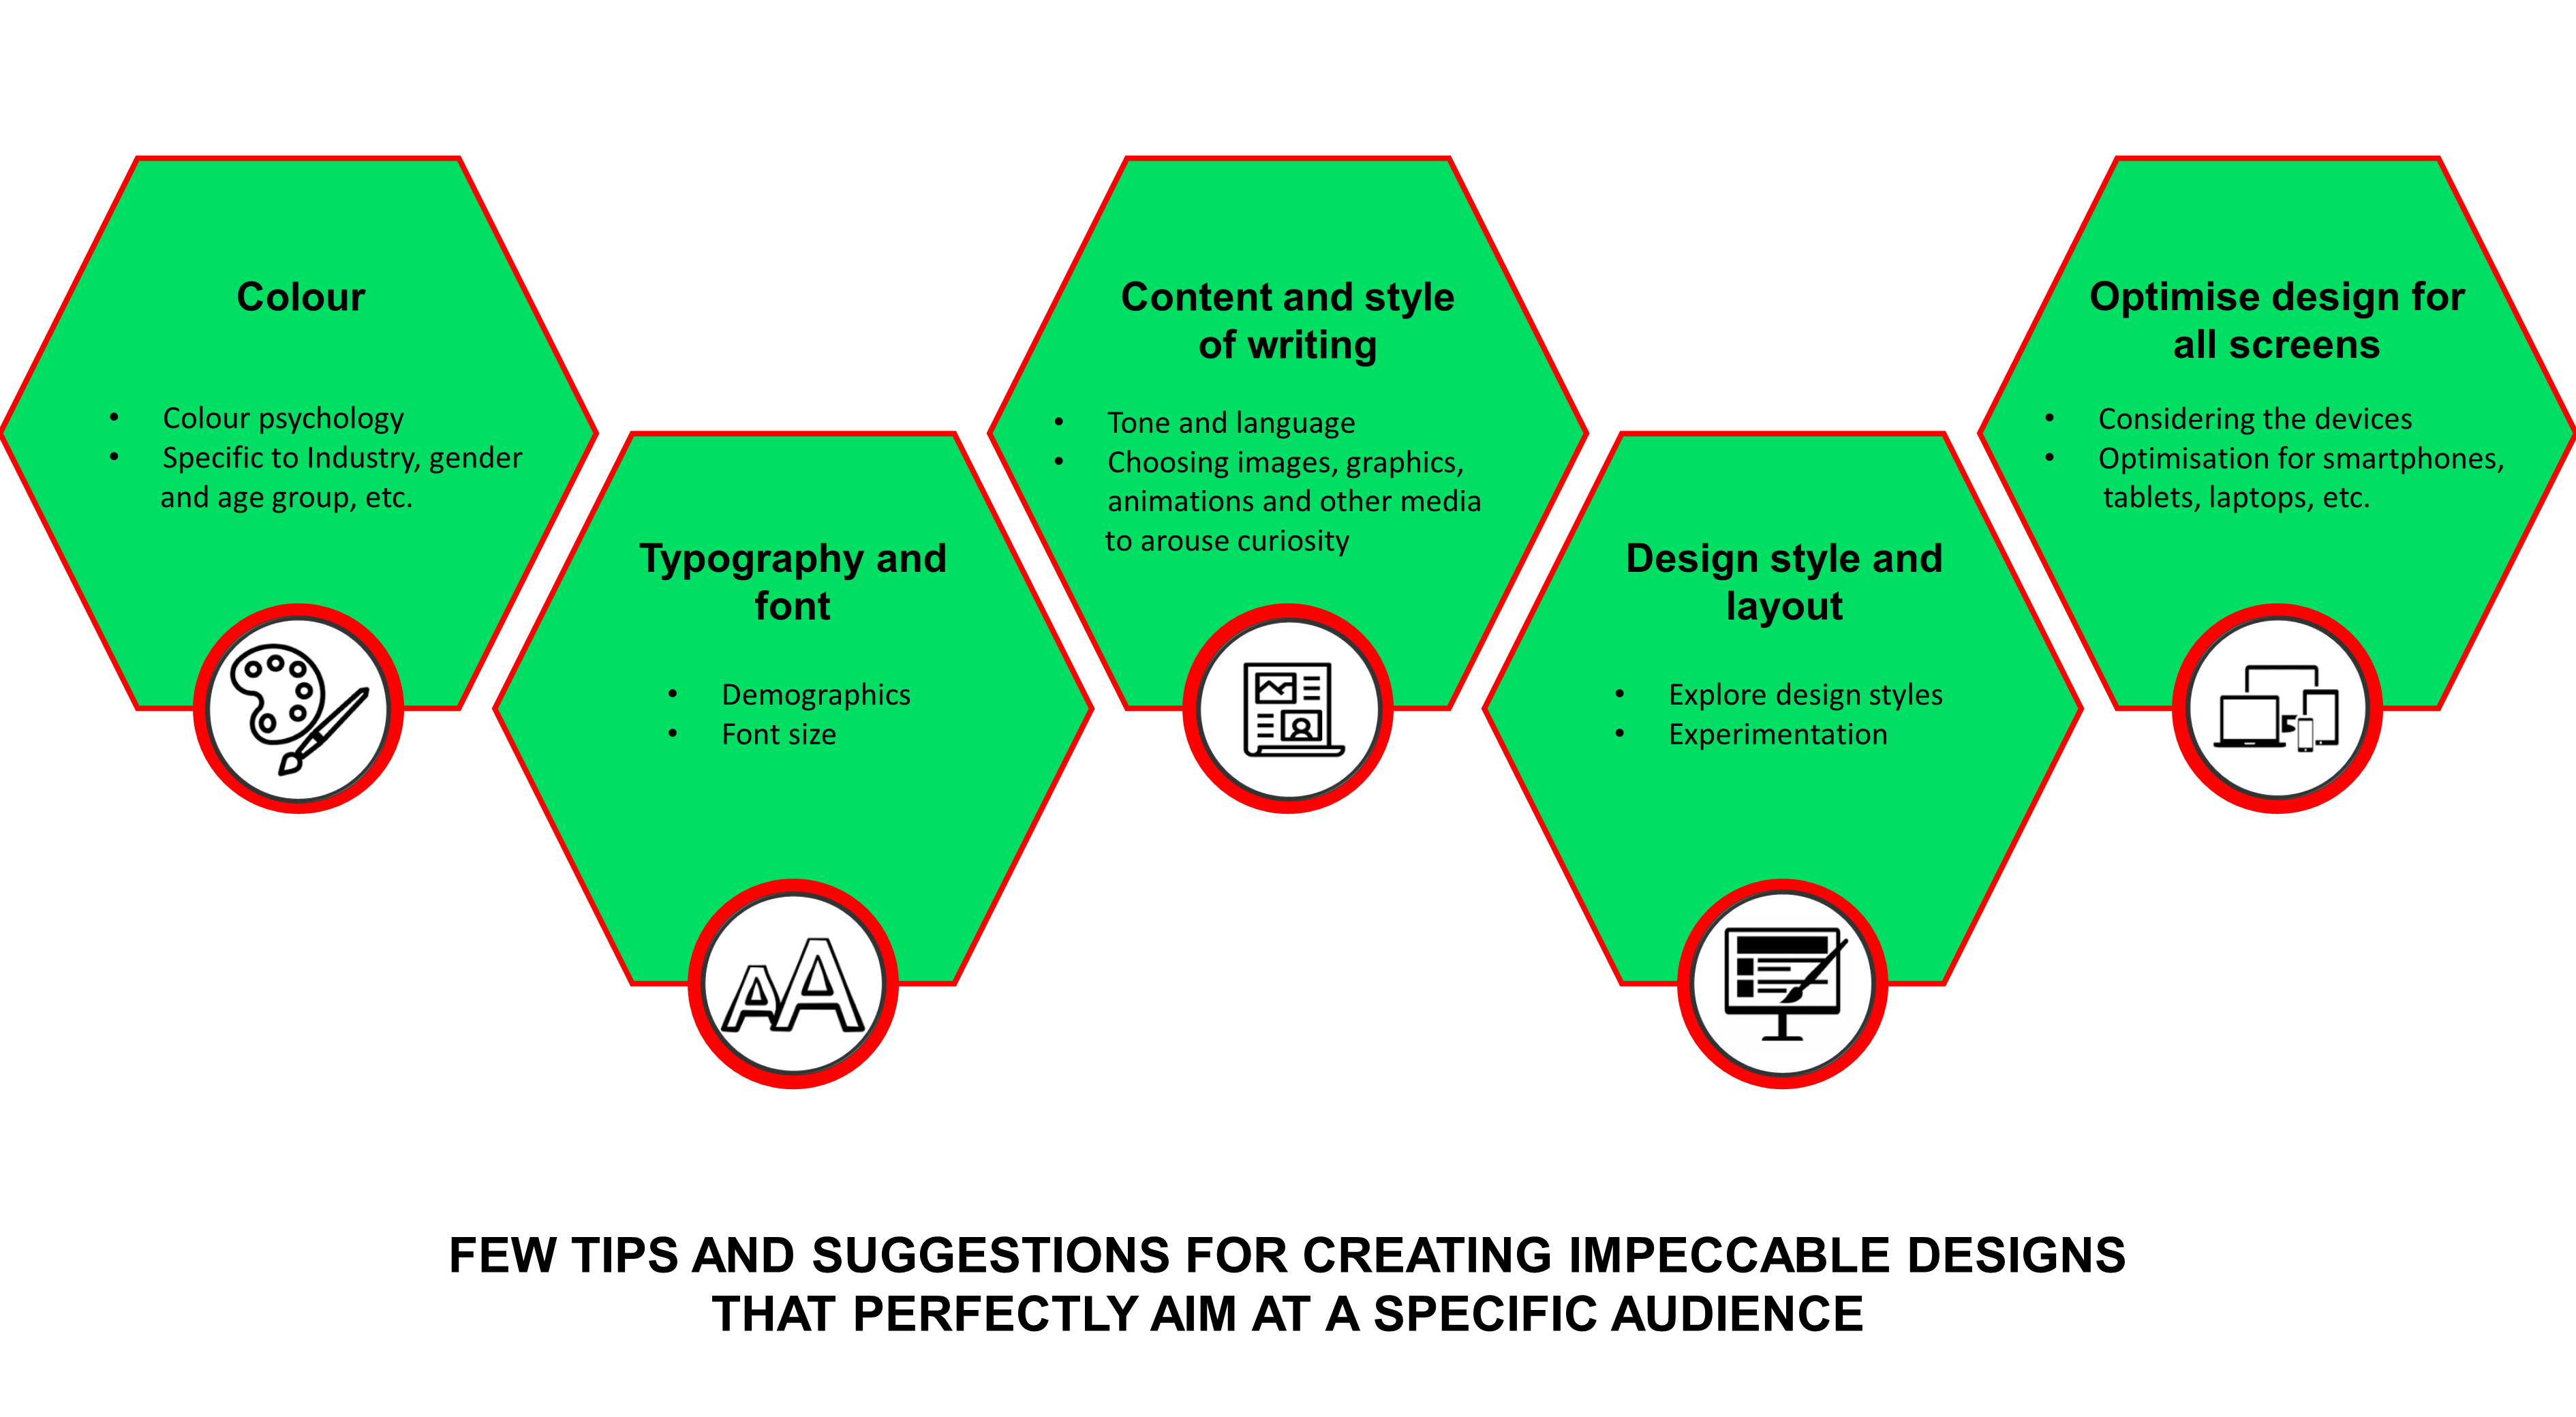 Colour
• Colour psychology
• Specific to Industry, gender
and age group, etc.
Typography and
font
• Demographics
• Font size
Content and style
of writing
• Tone and language
• Choosing images, graphics,
animations and other media
to arouse curiosity
Design style and
layout
• Explore design styles
• Experimentation
Optimise design for
all screens
• Considering the devices
• Optimisation for smartphones,
tablets, laptops, etc.
AA
FEW TIPS AND SUGGESTIONS FOR CREATING IMPECCABLE DESIGNS
THAT PERFECTLY AIM AT A SPECIFIC AUDIENCE